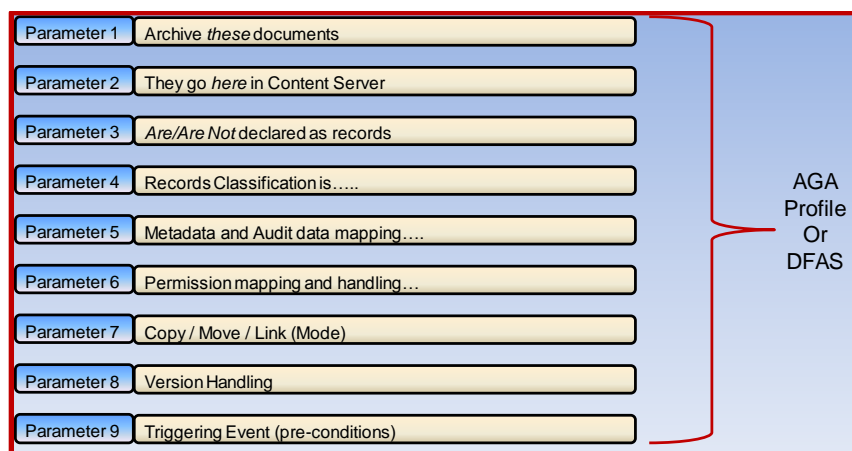 Parameter 1 Archive these documents
Parameter 2 They go here in Content Server
Parameter 3 Are/Are Not declared as records
Parameter 4 Records Classification is…..
Parameter 5 Metadata and Audit data mapping….
Parameter 6 Permission mapping and handling…
Parameter 7 Copy / Move / Link (Mode)
Parameter 8 Version Handling
Parameter 9 Triggering Event (pre-conditions)
AGA
Profile
Or
DFAS